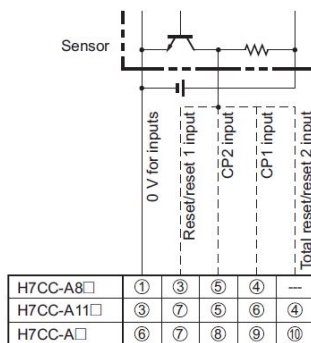 Sensor
0 V for inputs
Reset/reset 1 input
CP2 input
CP1 input
Total reset/reset 2 input
H7CC-A8□ ① ③ ⑤ ④ ---
H7CC-A11□ ③ ⑦ ⑤ ⑥ ④
H7CC-A□ ⑥ ⑦ ⑧ ⑨ ⑩